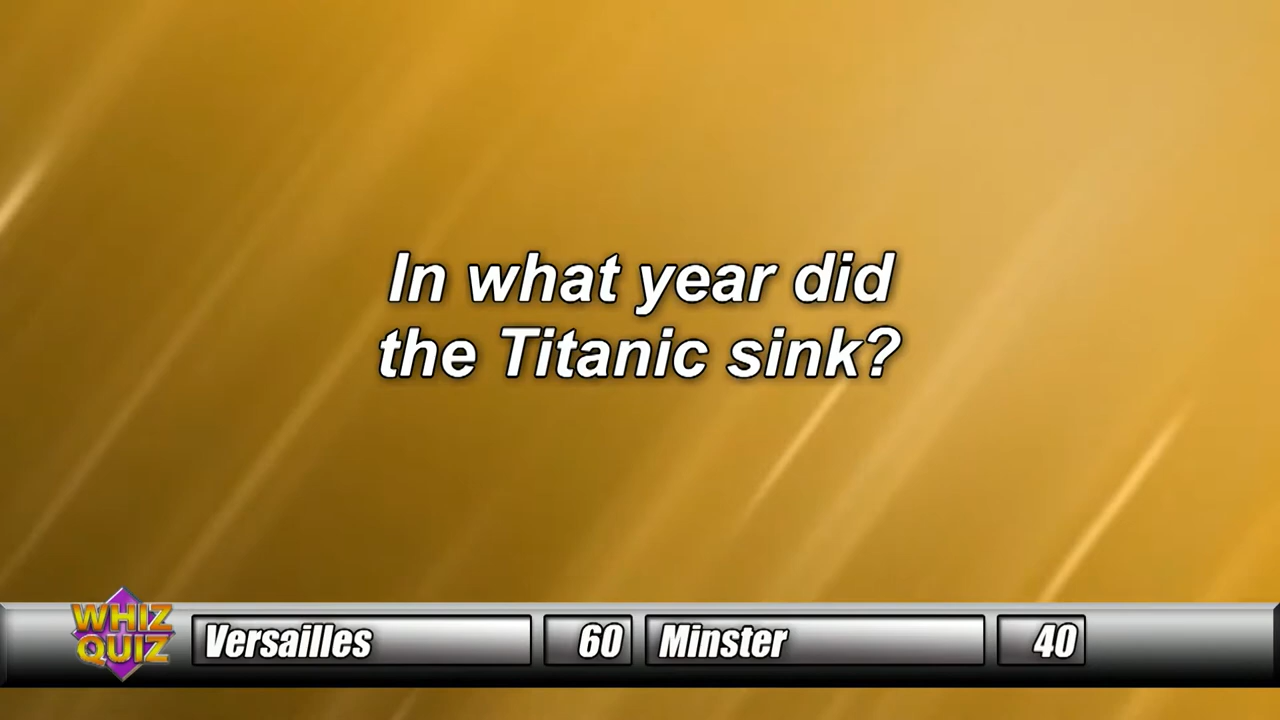 In what year did
the Titanic sink?
WHIZ
QUIZ
Versailles 60 Minster 40